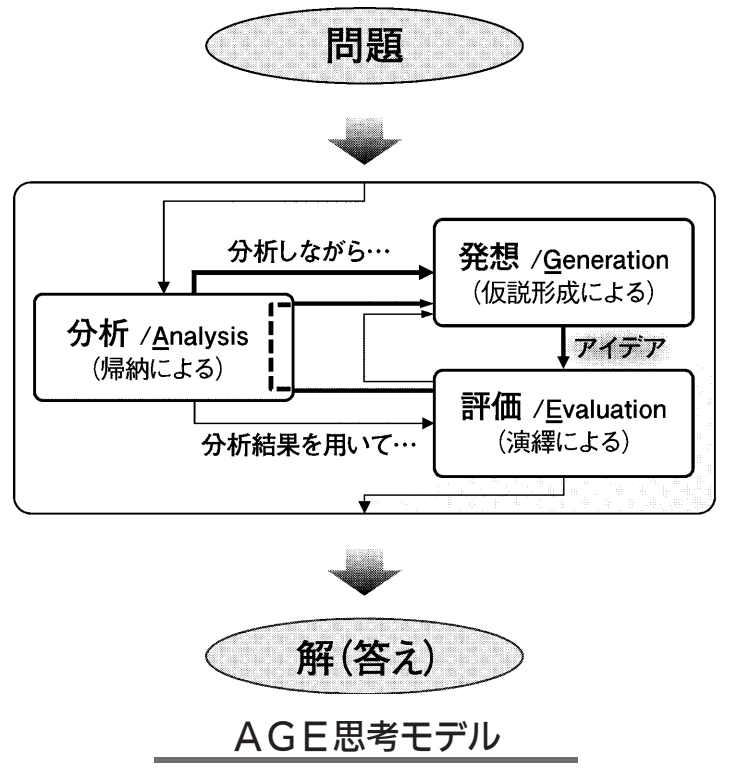 問題
分析しながら…
発想 /Generation
(仮説形成による)
分析 /Analysis
(帰納による)
アイデア
評価 /Evaluation
(演繹による)
分析結果を用いて…
解(答え)
AGE思考モデル